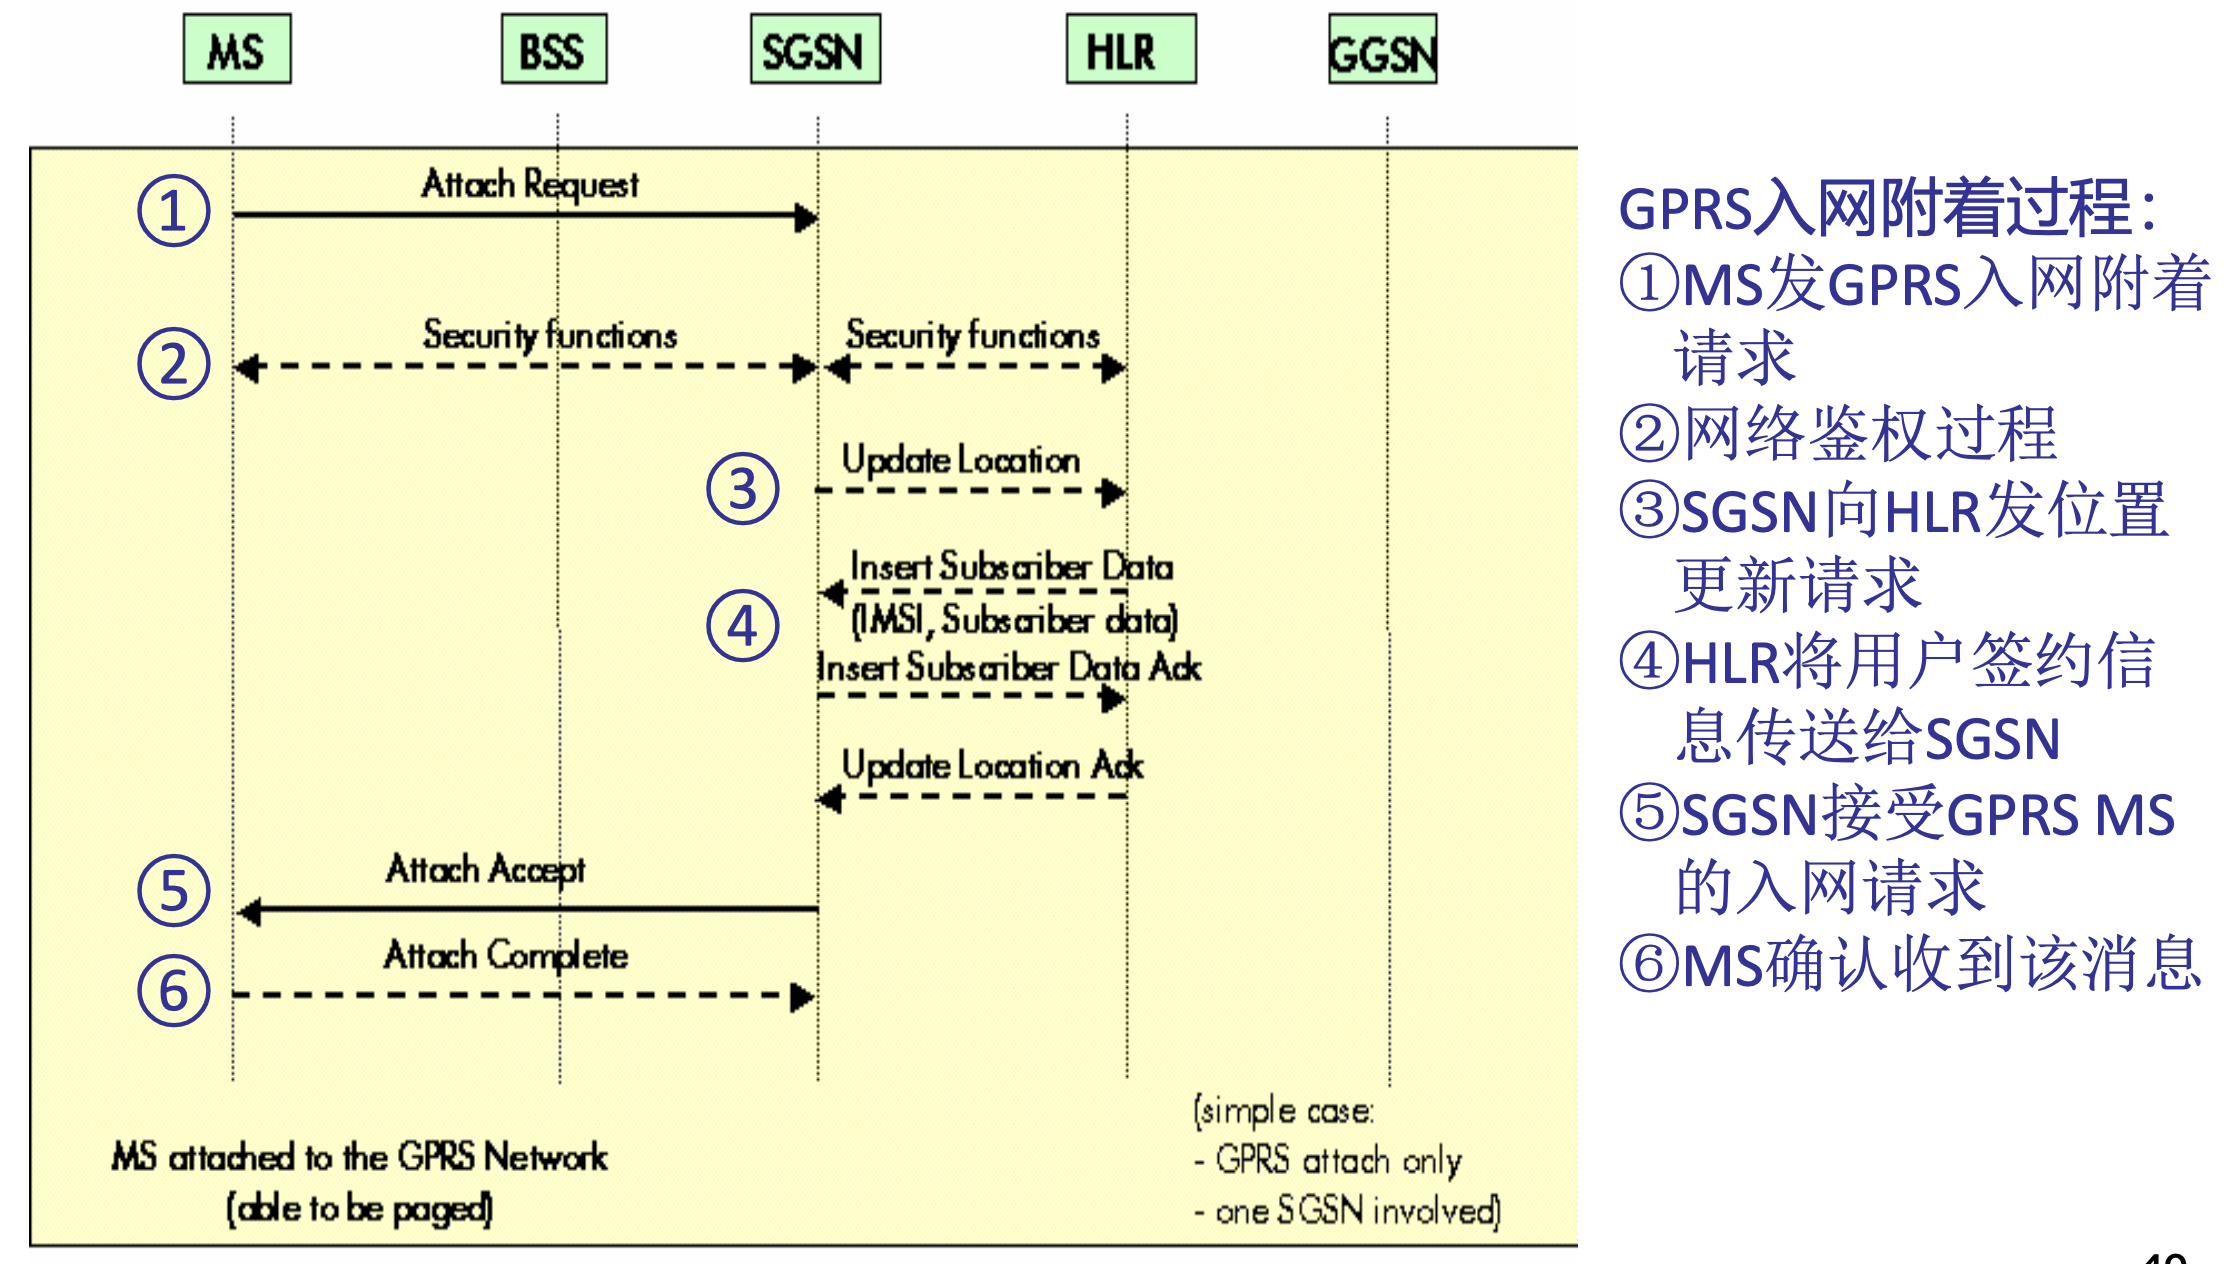 MS
BSS
SGSN
HLR
GGSN
①
Attach Request
②
Security functions
Security functions
③
Update Location
④
Insert Subscriber Data
(IMSI, Subscriber data)
Insert Subscriber Data Ack
Update Location Ack
⑤
Attach Accept
⑥
Attach Complete
MS attached to the GPRS Network
(able to be paged)
(simple case:
- GPRS attach only
- one SGSN involved)
GPRS入网附着过程：
①MS发GPRS入网附着
请求
②网络鉴权过程
③SGSN向HLR发位置
更新请求
④HLR将用户签约信
息传送给SGSN
⑤SGSN接受GPRS MS
的入网请求
⑥MS确认收到该消息